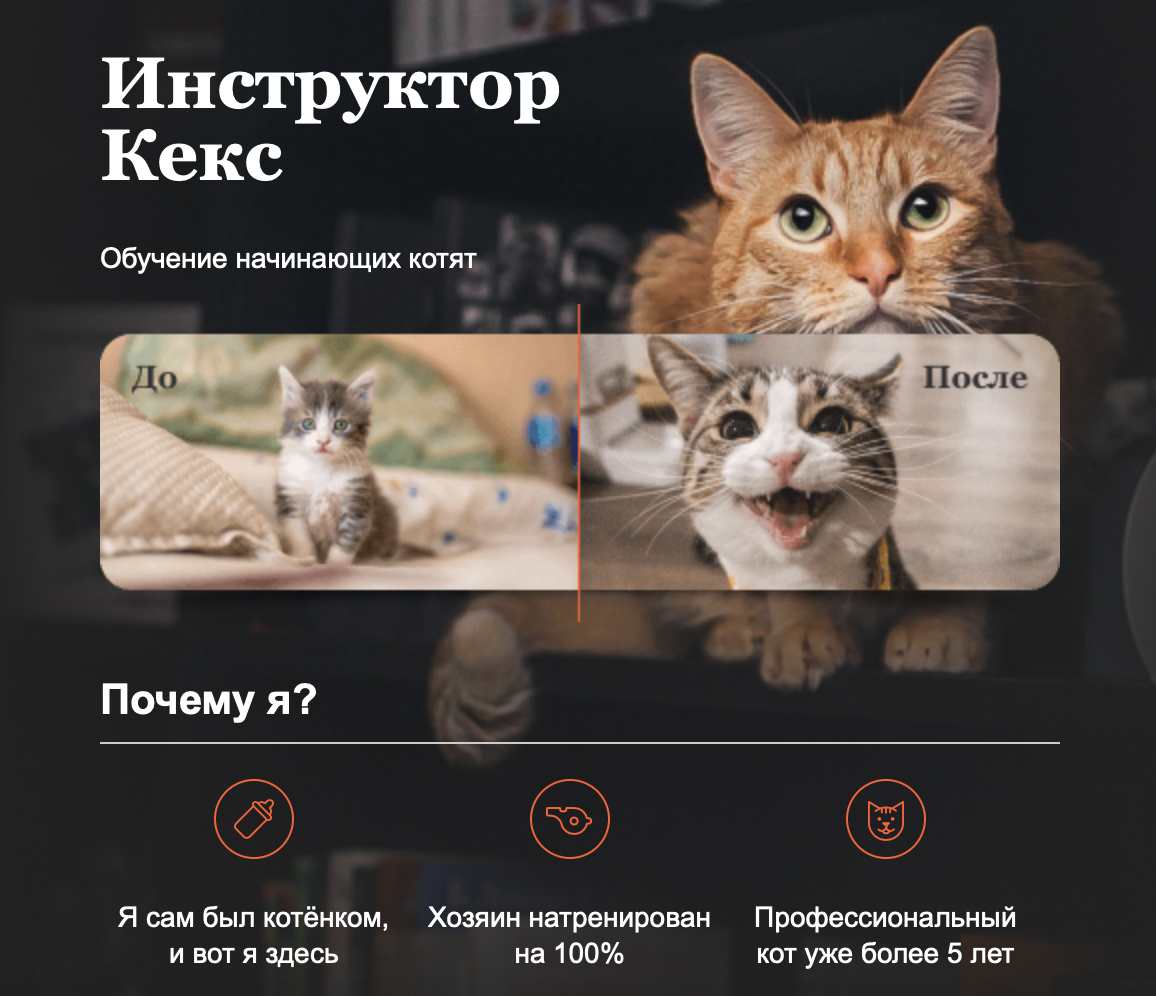 Инструктор
Кекс
Обучение начинающих котят
До
После
Почему я?
Я сам был котёнком,
и вот я здесь
Хозяин натренирован
на 100%
Профессиональный
кот уже более 5 лет